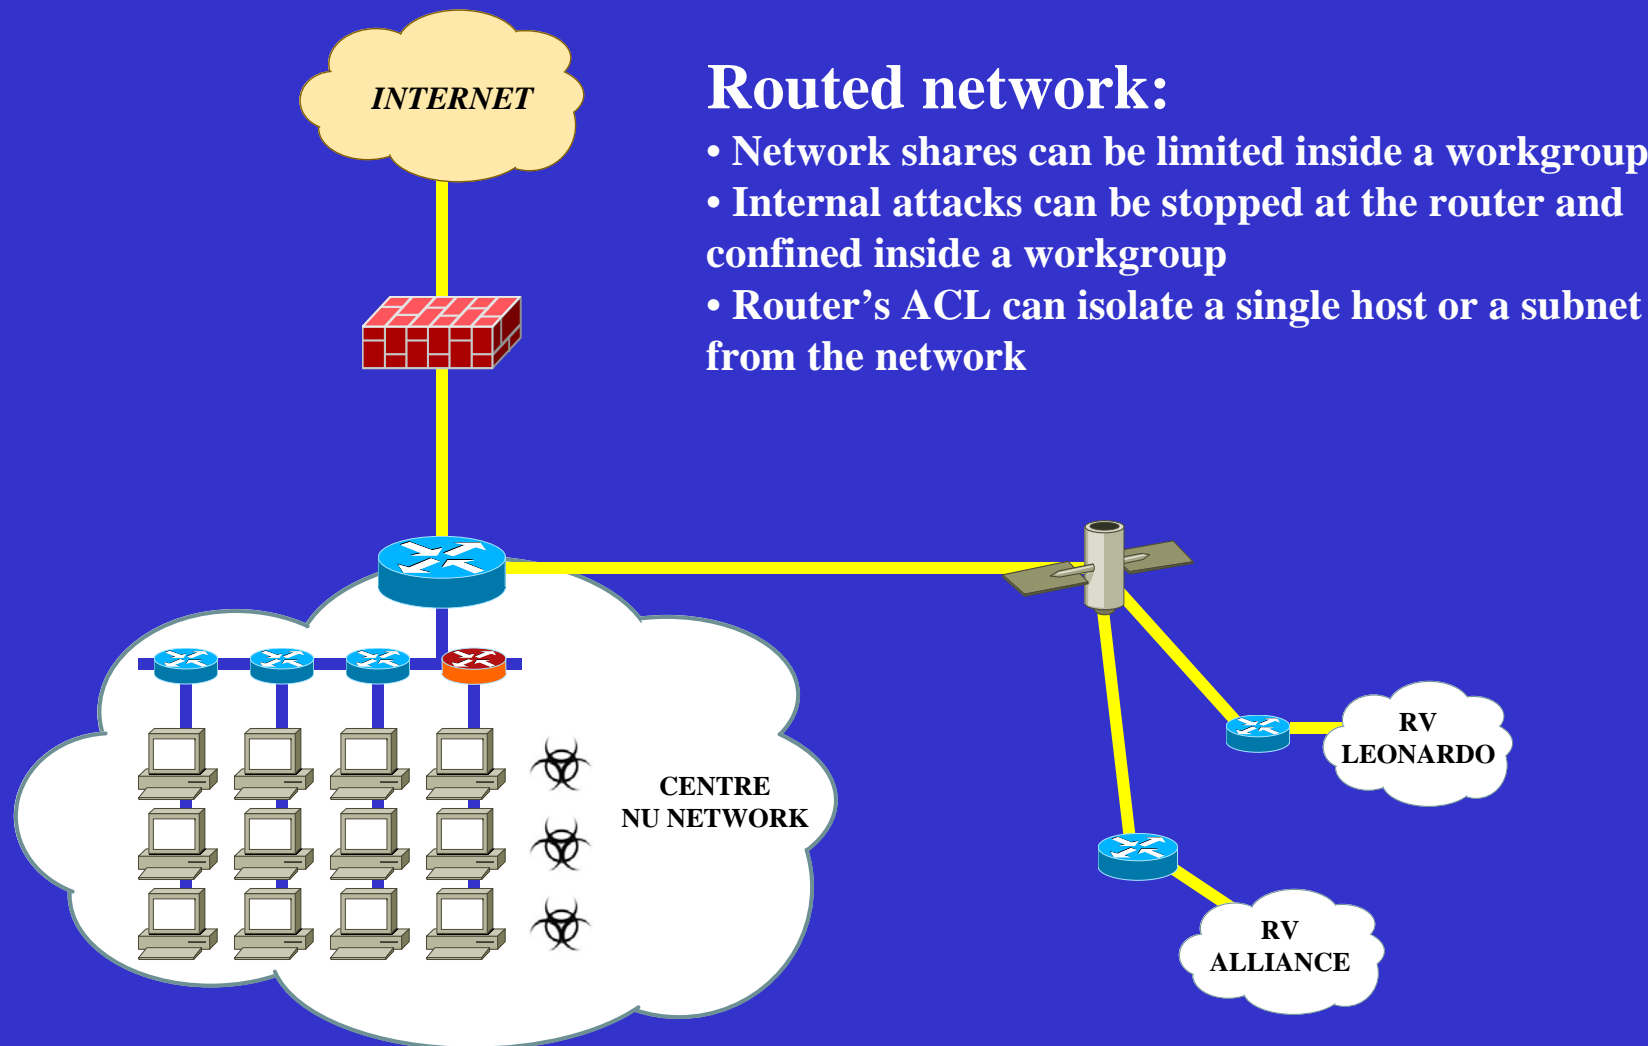 INTERNET
Routed network:
• Network shares can be limited inside a workgroup
• Internal attacks can be stopped at the router and
confined inside a workgroup
• Router’s ACL can isolate a single host or a subnet
from the network
RV
LEONARDO
CENTRE
NU NETWORK
RV
ALLIANCE